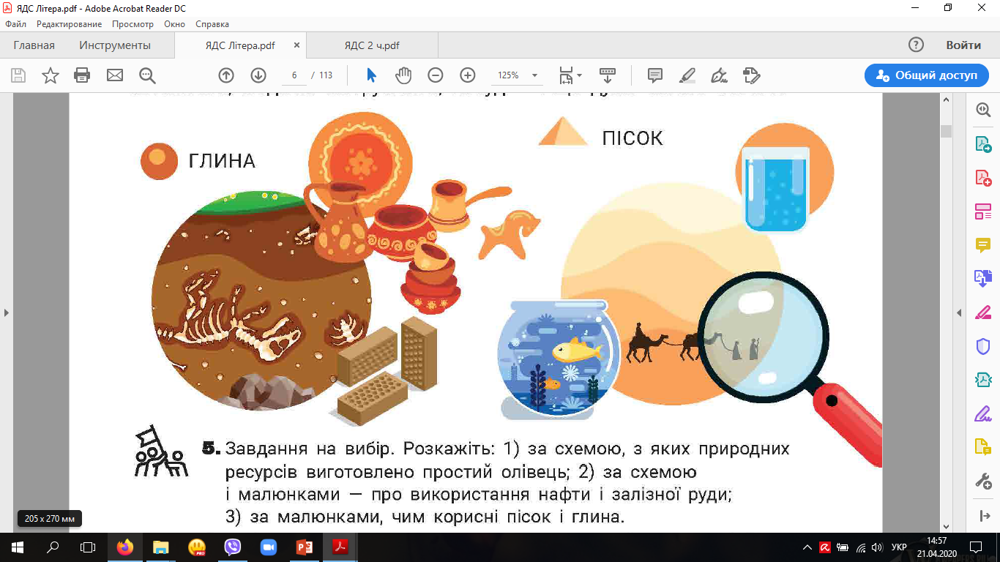 ЯДС Літера.pdf - Adobe Acrobat Reader DC
Файл Редактирование Просмотр Окно Справка
Главная Инструменты ЯДС Літера.pdf × ЯДС 2 ч.pdf Войти
6 / 113 125% Общий доступ
ГЛИНА
ПІСОК
5. Завдання на вибір. Розкажіть: 1) за схемою, з яких природних
ресурсів виготовлено простий олівець; 2) за схемою
і малюнками — про використання нафти і залізної руди;
3) за малюнками, чим корисні пісок і глина.
205 x 270 мм
PRO
УКР
14:57
21.04.2020